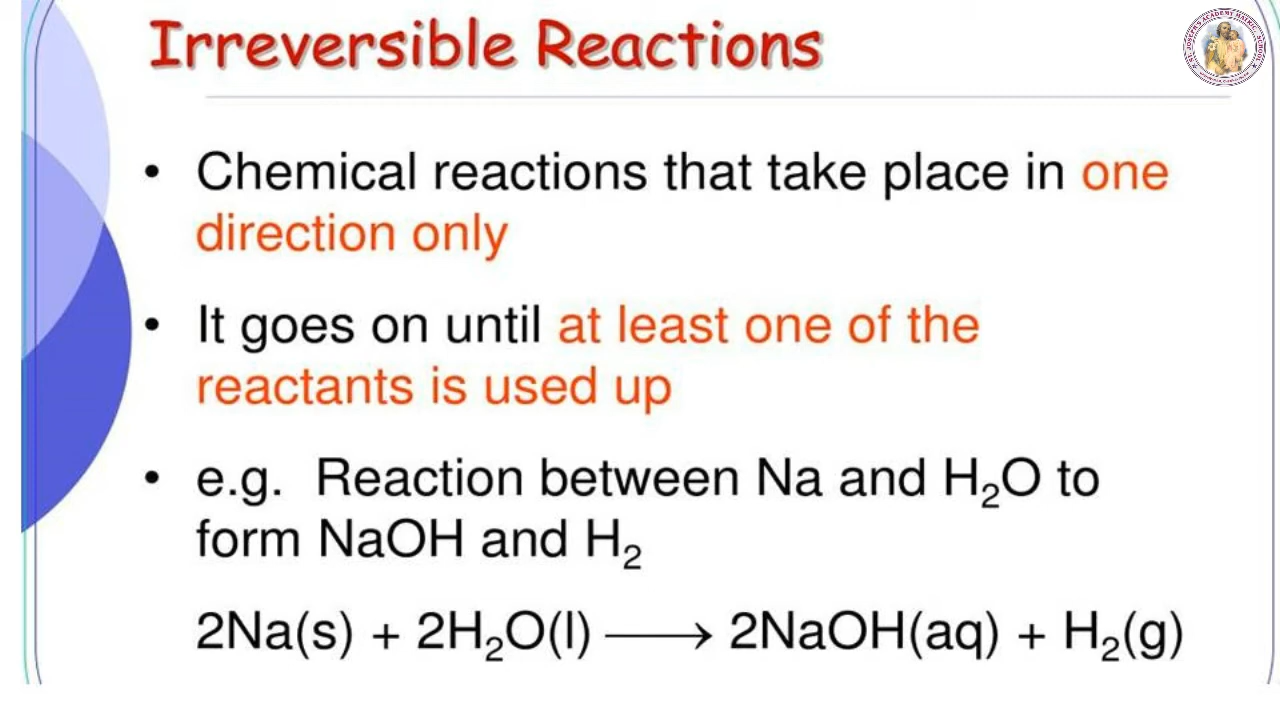 Irreversible Reactions
• Chemical reactions that take place in one
direction only
• It goes on until at least one of the
reactants is used up
• e.g. Reaction between Na and H₂O to
form NaOH and H₂
2Na(s) + 2H₂O(l) ⟶ 2NaOH(aq) + H₂(g)